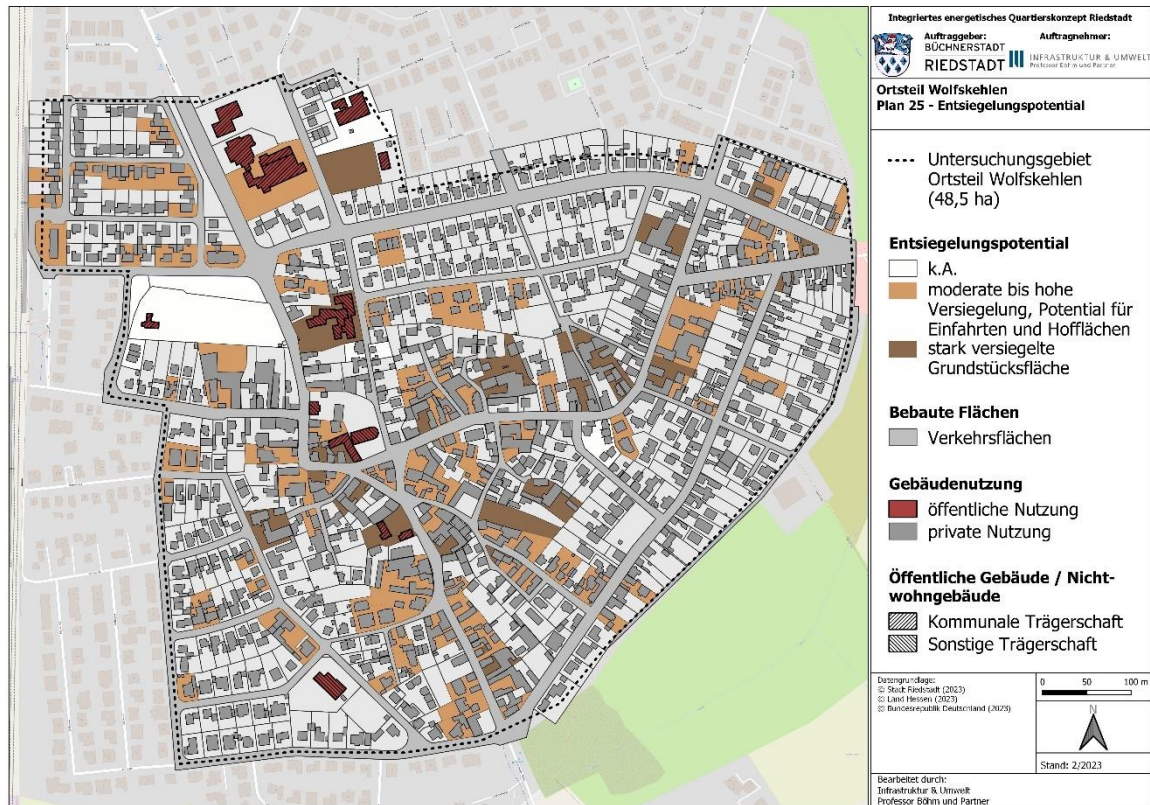 Integriertes energetisches Quartierskonzept Riedstadt
Auftraggeber:
BÜCHNERSTADT
RIEDSTADT
Auftragnehmer:
INFRASTRUKTUR & UMWELT
Professor Böhm und Partner
Ortsteil Wolfskehlen
Plan 25 - Entsiegelungspotential
Untersuchungsgebiet
Ortsteil Wolfskehlen
(48,5 ha)
Entsiegelungspotential
k.A.
moderate bis hohe
Versiegelung, Potential für
Einfahrten und Hofflächen
stark versiegelte
Grundstücksfläche
Bebaute Flächen
Verkehrsflächen
Gebäudenutzung
öffentliche Nutzung
private Nutzung
Öffentliche Gebäude / Nicht-
wohngebäude
Kommunale Trägerschaft
Sonstige Trägerschaft
Datengrundlage:
© Stadt Riedstadt (2023)
© Land Hessen (2023)
© Bundesrepublik Deutschland (2023)
0 50 100 m
N
Stand: 2/2023
Bearbeitet durch:
Infrastruktur & Umwelt
Professor Böhm und Partner